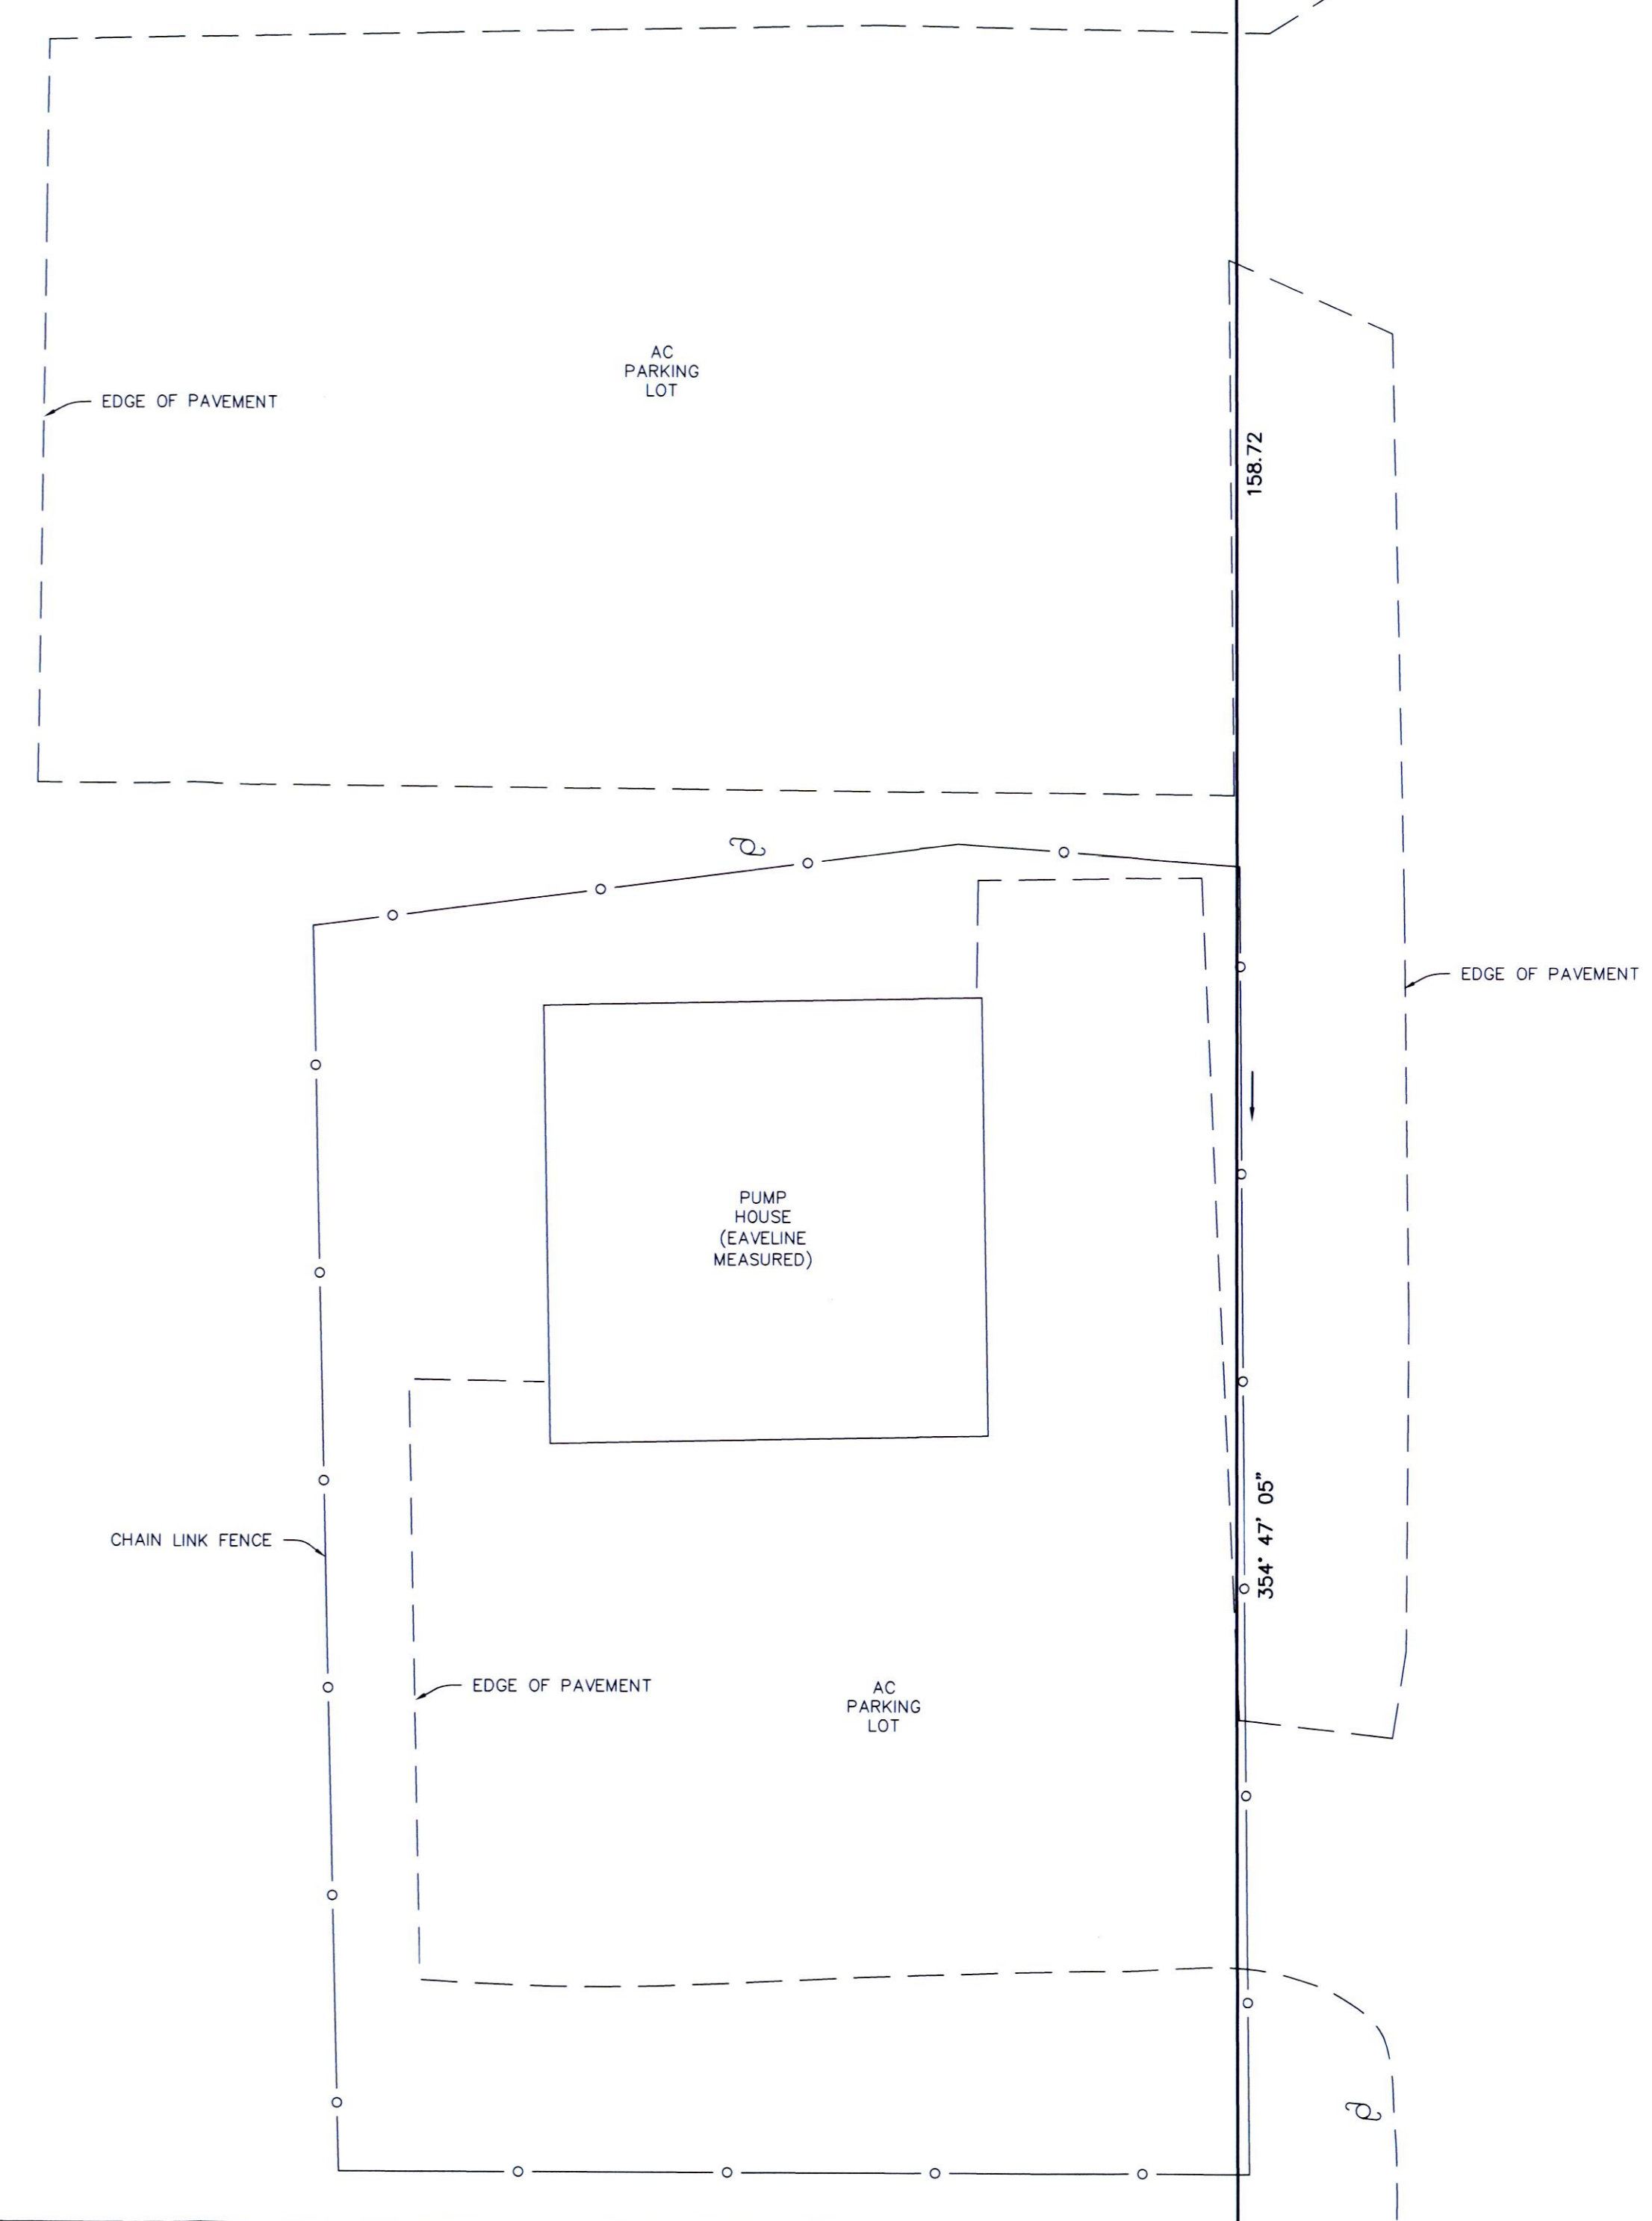 AC
PARKING
LOT
EDGE OF PAVEMENT
158.72
EDGE OF PAVEMENT
PUMP
HOUSE
(EAVELINE
MEASURED)
354° 47' 05"
CHAIN LINK FENCE
EDGE OF PAVEMENT
AC
PARKING
LOT